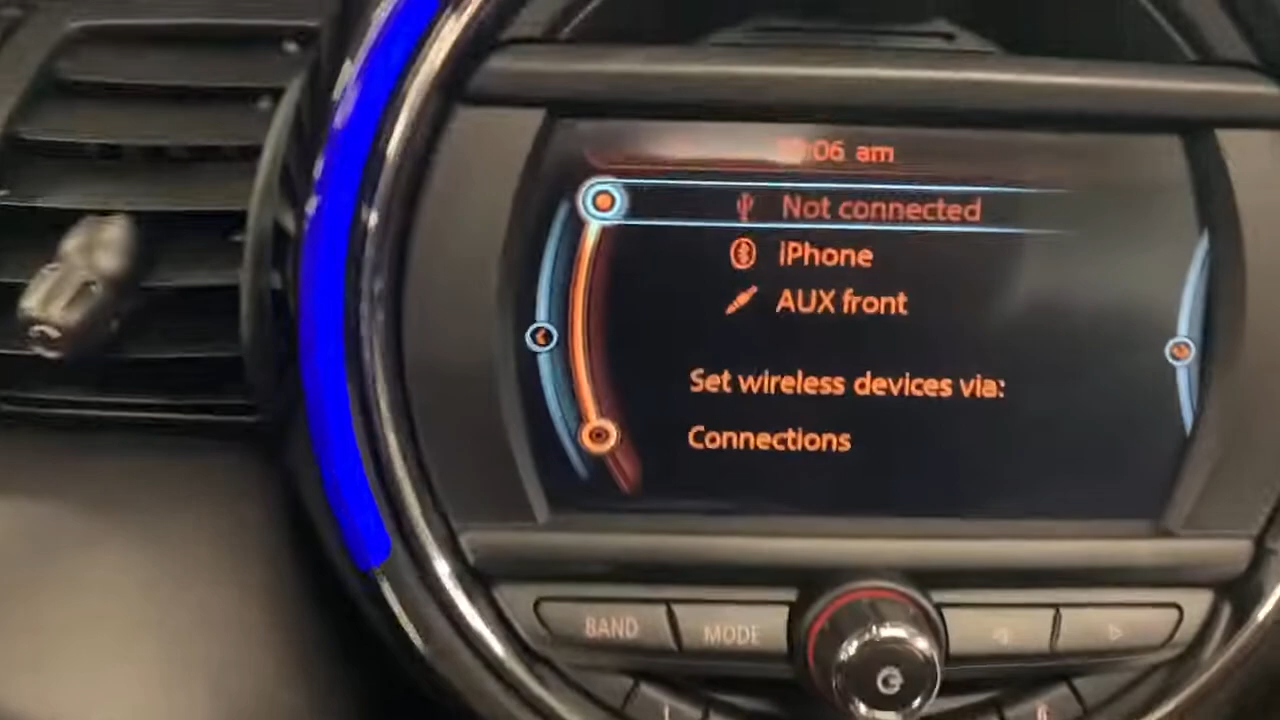 :06 am
Not connected
iPhone
AUX front
Set wireless devices via:
Connections
BAND
MODE